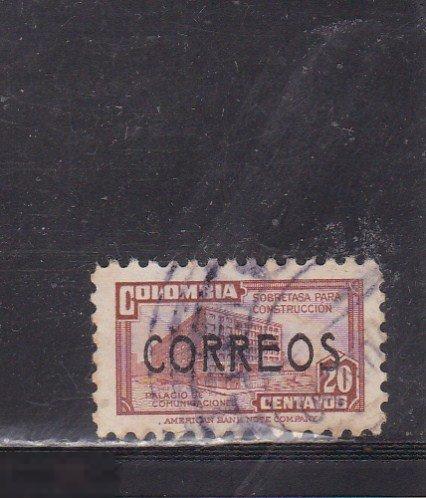 COLOMBIA
SOBRETASA PARA
CONSTRUCCION
CORREOS
PALACIO DE
COMUNICACIONES
20
CENTAVOS
AMERICAN BANK NOTE COMPANY